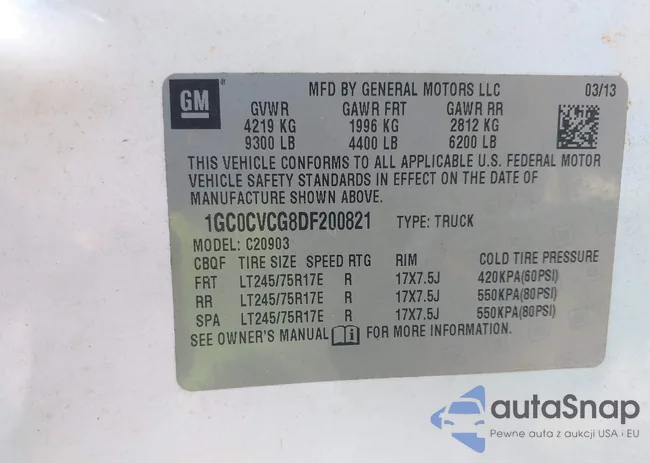 GM
MFD BY GENERAL MOTORS LLC 03/13
GVWR GAWR FRT GAWR RR
4219 KG 1996 KG 2812 KG
9300 LB 4400 LB 6200 LB
THIS VEHICLE CONFORMS TO ALL APPLICABLE U.S. FEDERAL MOTOR
VEHICLE SAFETY STANDARDS IN EFFECT ON THE DATE OF
MANUFACTURE SHOWN ABOVE.
1GC0CVCG8DF200821 TYPE: TRUCK
MODEL: C20903
CBQF TIRE SIZE SPEED RTG RIM COLD TIRE PRESSURE
FRT LT245/75R17E R 17X7.5J 420KPA(60PSI)
RR LT245/75R17E R 17X7.5J 550KPA(80PSI)
SPA LT245/75R17E R 17X7.5J 550KPA(80PSI)
SEE OWNER'S MANUAL FOR MORE INFORMATION.
autaSnap
Pewne auta z aukcji USA i EU